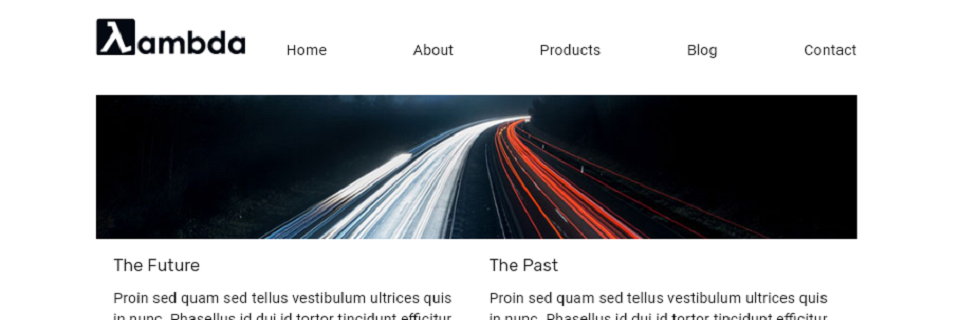 λambda
Home About Products Blog Contact
The Future
Proin sed quam sed tellus vestibulum ultrices quis
in nunc. Phasellus id dui id tortor tincidunt efficitur
The Past
Proin sed quam sed tellus vestibulum ultrices quis
in nunc. Phasellus id dui id tortor tincidunt efficitur